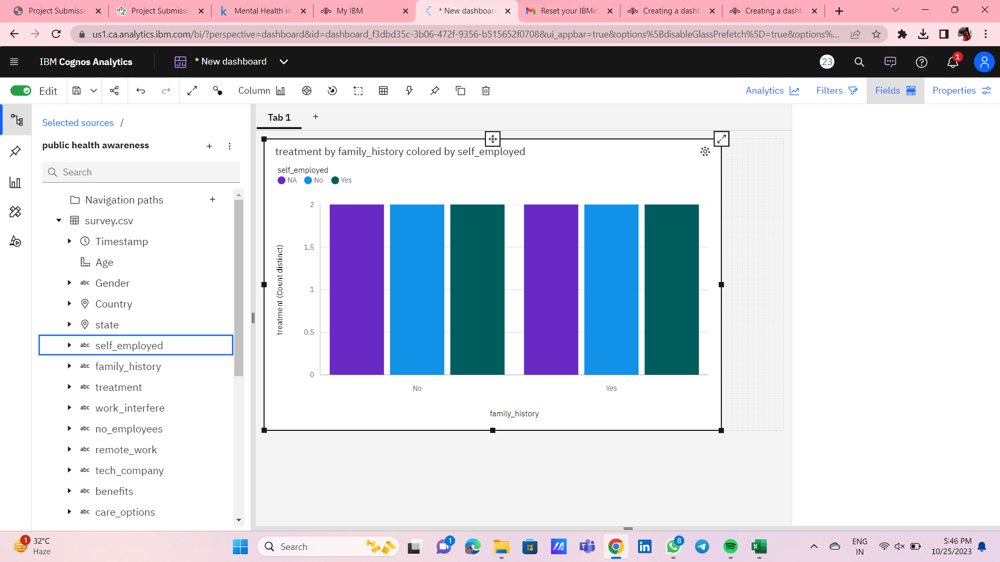 Project Submissic
Project Submissic
Mental Health in
My IBM
* New dashboard
Reset your IBMid
Creating a dashb
Creating a dashb
us1.ca.analytics.ibm.com/bi/?perspective=dashboard&id=dashboard_f3dbd35c-3b06-472f-9356-b515652f0708&ui_appbar=true&options%5BdisableGlassPrefetch%5D=true&options%...
IBM Cognos Analytics
* New dashboard
23
1
Edit
Column
Analytics
Filters
Fields
Properties
Selected sources /
public health awareness
Search
Navigation paths
survey.csv
Timestamp
Age
abc Gender
Country
state
abc self_employed
abc family_history
abc treatment
abc work_interfere
abc no_employees
abc remote_work
abc tech_company
abc benefits
abc care_options
Tab 1
treatment by family_history colored by self_employed
self_employed
NA No Yes
treatment (Count distinct)
2
1.5
1
0.5
0
No
Yes
family_history
1
32°C
Haze
Search
1
8
ENG
IN
5:46 PM
10/25/2023